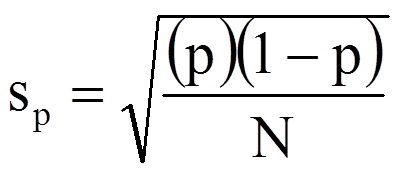 s_p = √((p)(1 − p) / N)